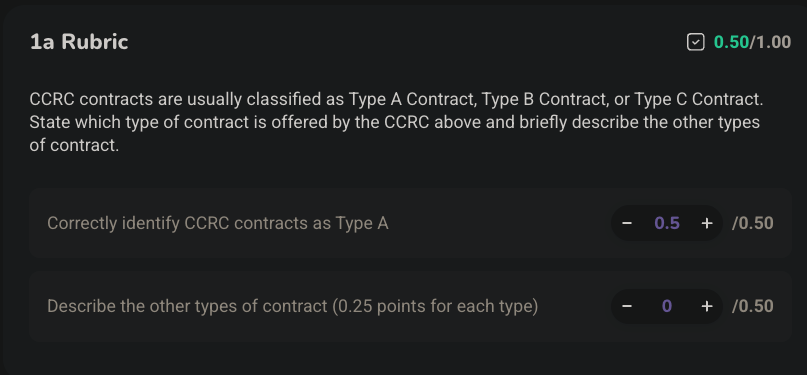 1a Rubric
0.50/1.00
CCRC contracts are usually classified as Type A Contract, Type B Contract, or Type C Contract.
State which type of contract is offered by the CCRC above and briefly describe the other types
of contract.
Correctly identify CCRC contracts as Type A
− 0.5 + /0.50
Describe the other types of contract (0.25 points for each type)
− 0 + /0.50